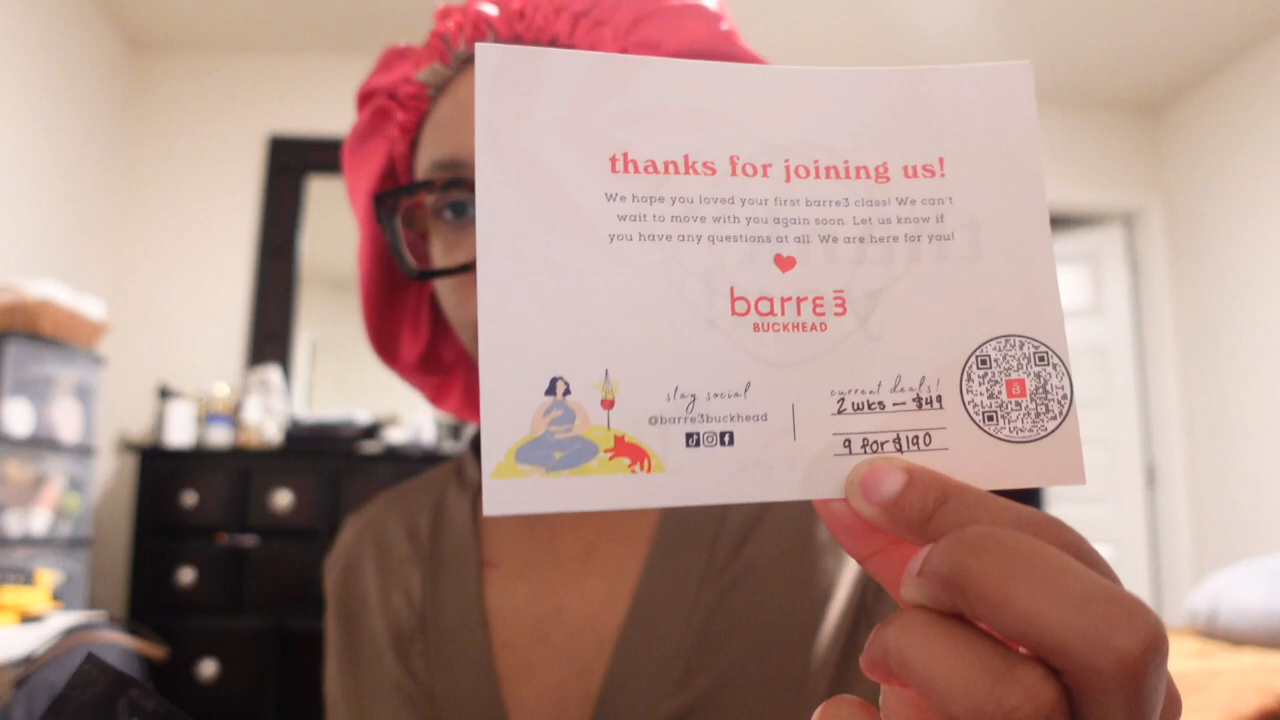 thanks for joining us!
We hope you loved your first barre3 class! We can't
wait to move with you again soon. Let us know if
you have any questions at all. We are here for you!
barre3
BUCKHEAD
stay social
@barre3buckhead
current deals!
2 wks — $49
9 for $190